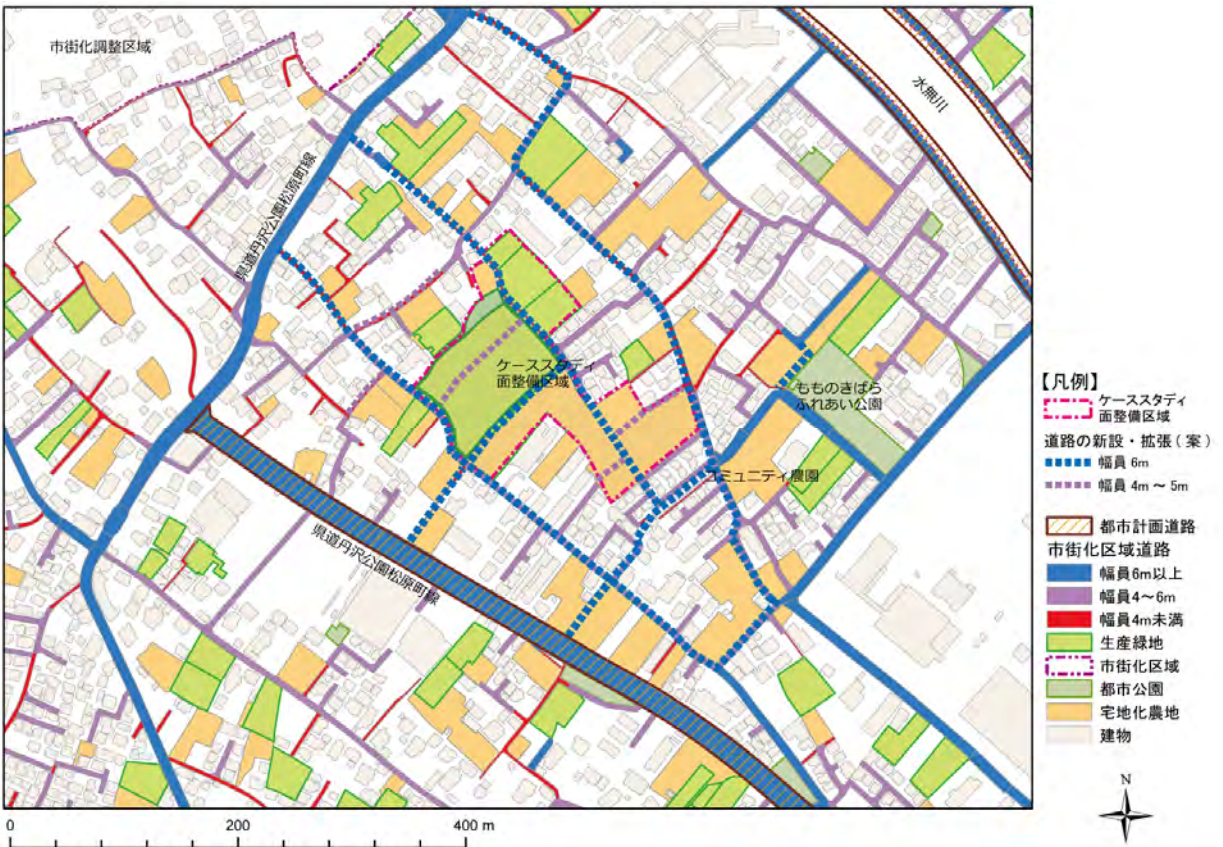 市街化調整区域
水無川
県道丹沢公園松原町線
ケーススタディ
面整備区域
もものきばら
ふれあい公園
コミュニティ農園
県道丹沢公園松原町線
【凡例】
ケーススタディ
面整備区域
道路の新設・拡張(案)
幅員 6m
幅員 4m ～ 5m
都市計画道路
市街化区域道路
幅員6m以上
幅員4～6m
幅員4m未満
生産緑地
市街化区域
都市公園
宅地化農地
建物
N
0 200 400 m